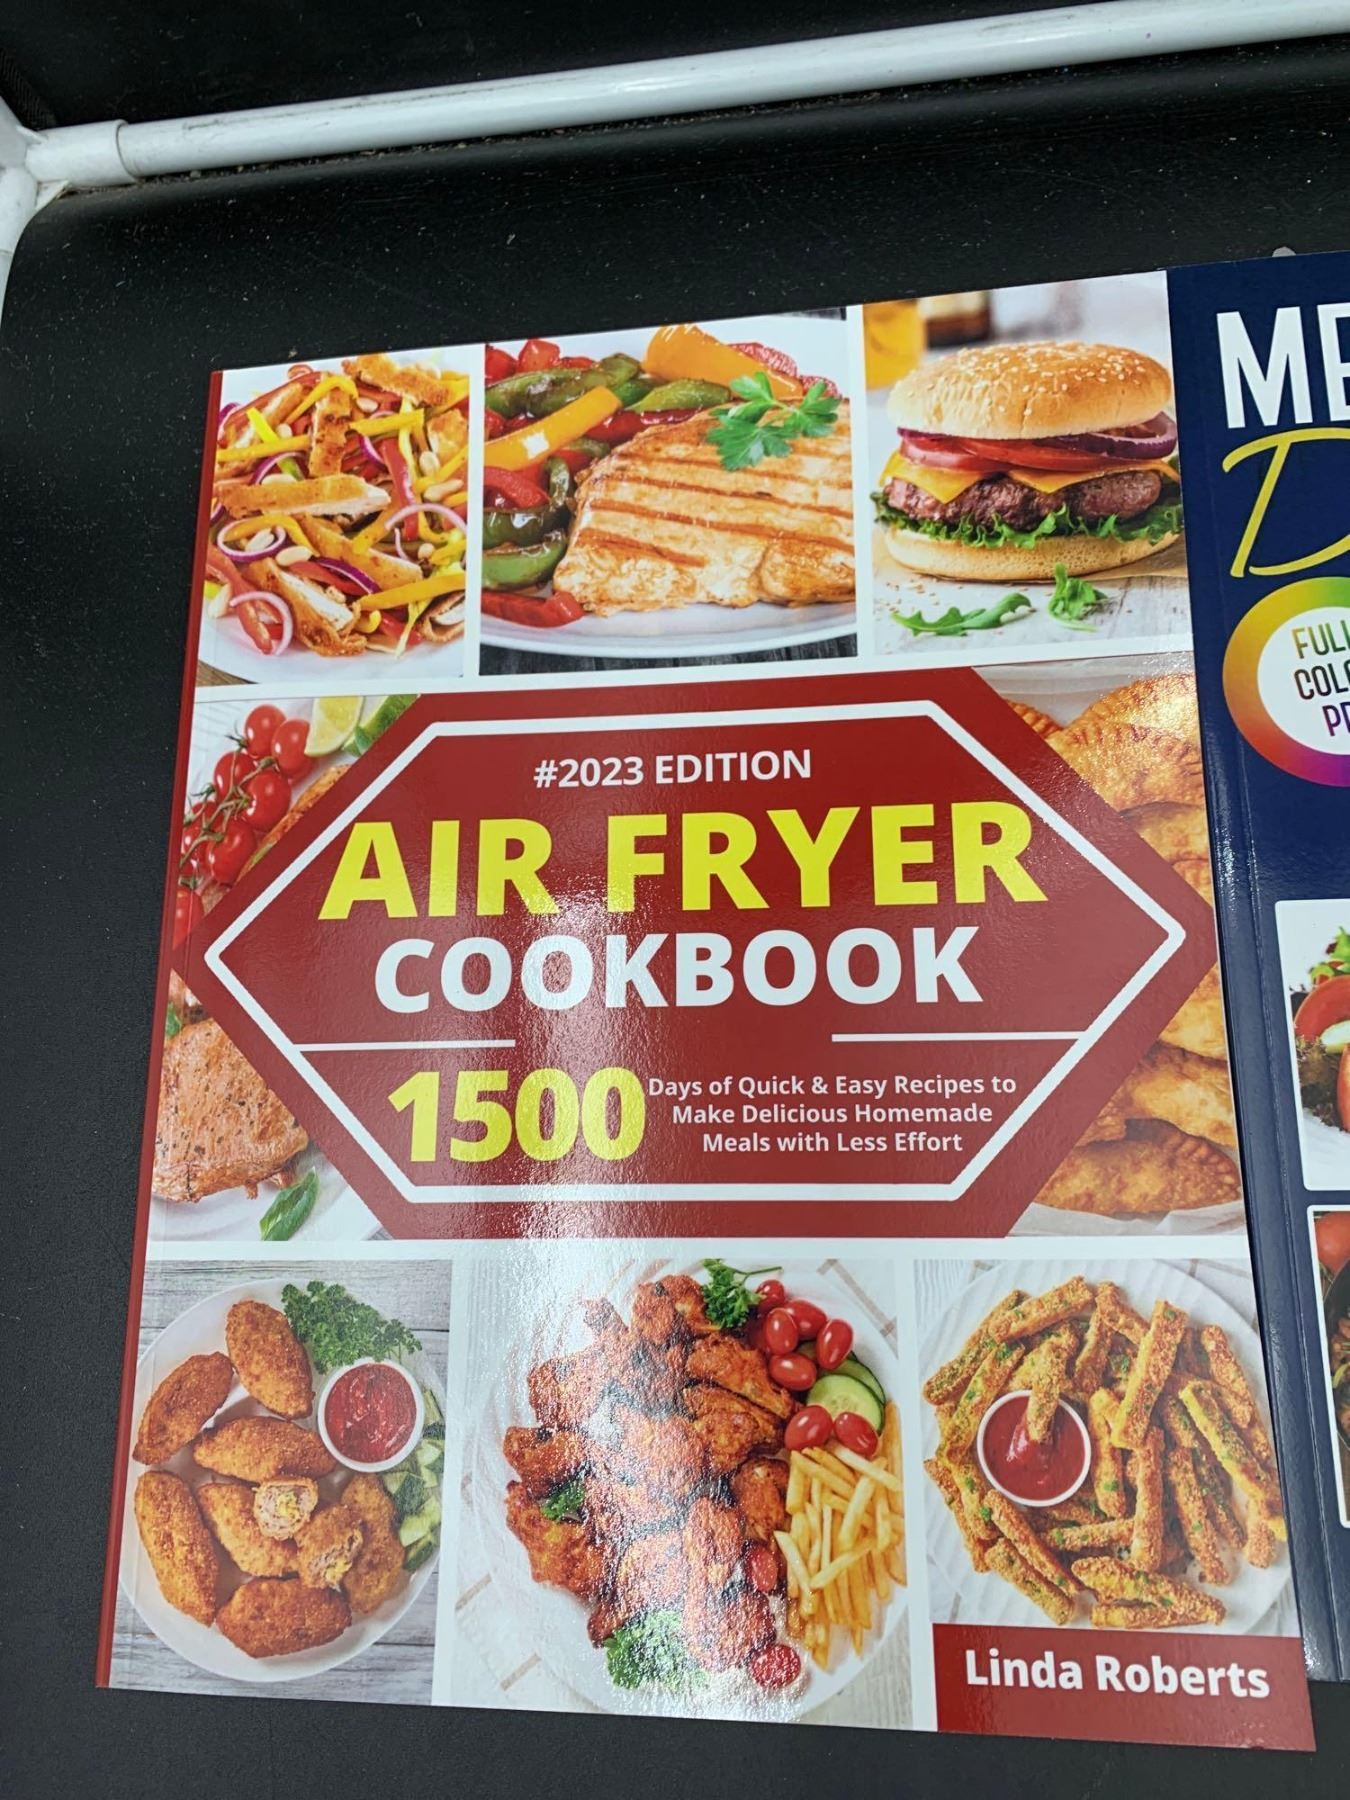 #2023 EDITION
AIR FRYER
COOKBOOK
1500
Days of Quick & Easy Recipes to
Make Delicious Homemade
Meals with Less Effort
Linda Roberts